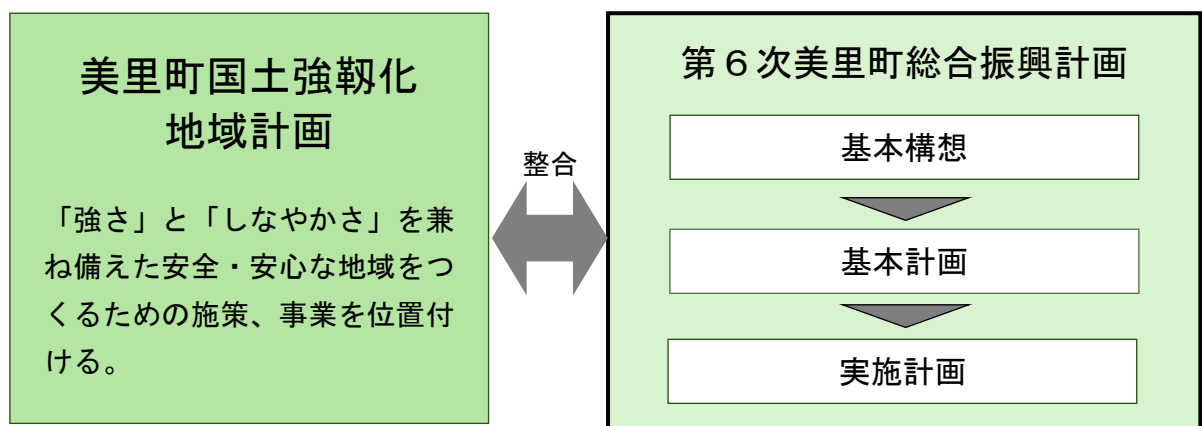 美里町国土強靱化
地域計画
「強さ」と「しなやかさ」を兼
ね備えた安全・安心な地域をつ
くるための施策、事業を位置付
ける。
整合
第６次美里町総合振興計画
基本構想
基本計画
実施計画